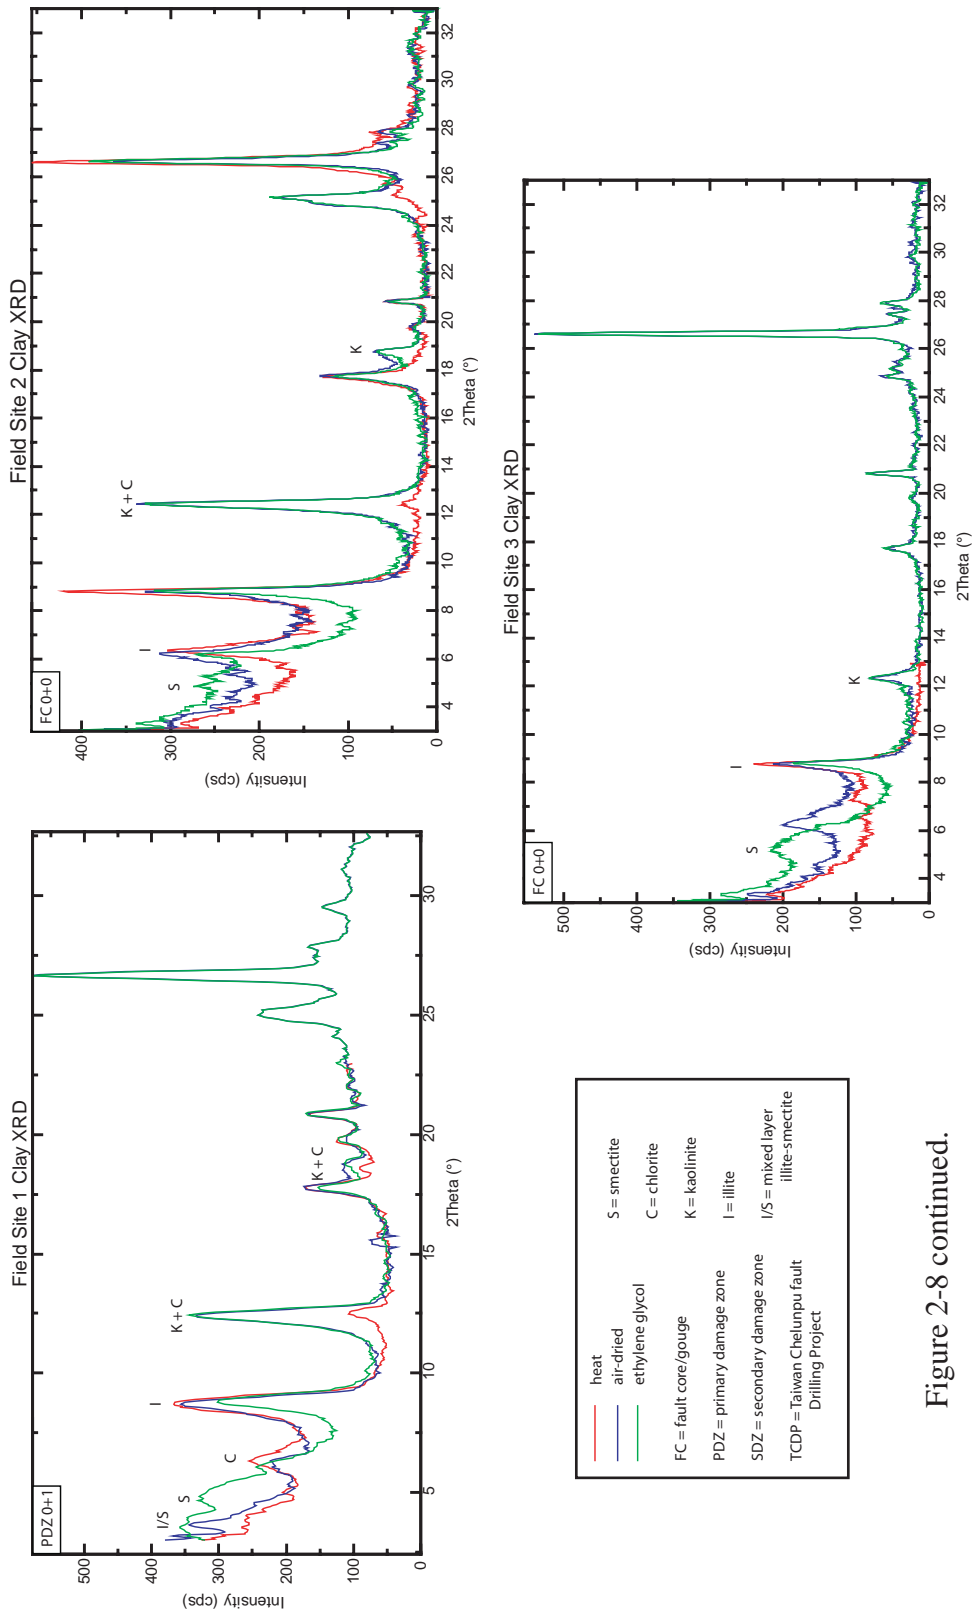 Field Site 1 Clay XRD
PDZ 0+1
I/S
S
C
I
K + C
K + C
400
300
200
100
0
Intensity (cps)
5
10
15
20
25
30
2Theta (°)
Field Site 2 Clay XRD
FC 0+0
S
I
K + C
K
400
300
200
100
0
Intensity (cps)
4
6
8
10
12
14
16
18
20
22
24
26
28
30
32
2Theta (°)
heat
air-dried
ethylene glycol
FC = fault core/gouge
PDZ = primary damage zone
SDZ = secondary damage zone
TCDP = Taiwan Chelunpu fault
Drilling Project
S = smectite
C = chlorite
K = kaolinite
I = illite
I/S = mixed layer
illite-smectite
Field Site 3 Clay XRD
FC 0+0
S
I
K
500
400
300
200
100
0
Intensity (cps)
4
6
8
10
12
14
16
18
20
22
24
26
28
30
32
2Theta (°)
Figure 2-8 continued.